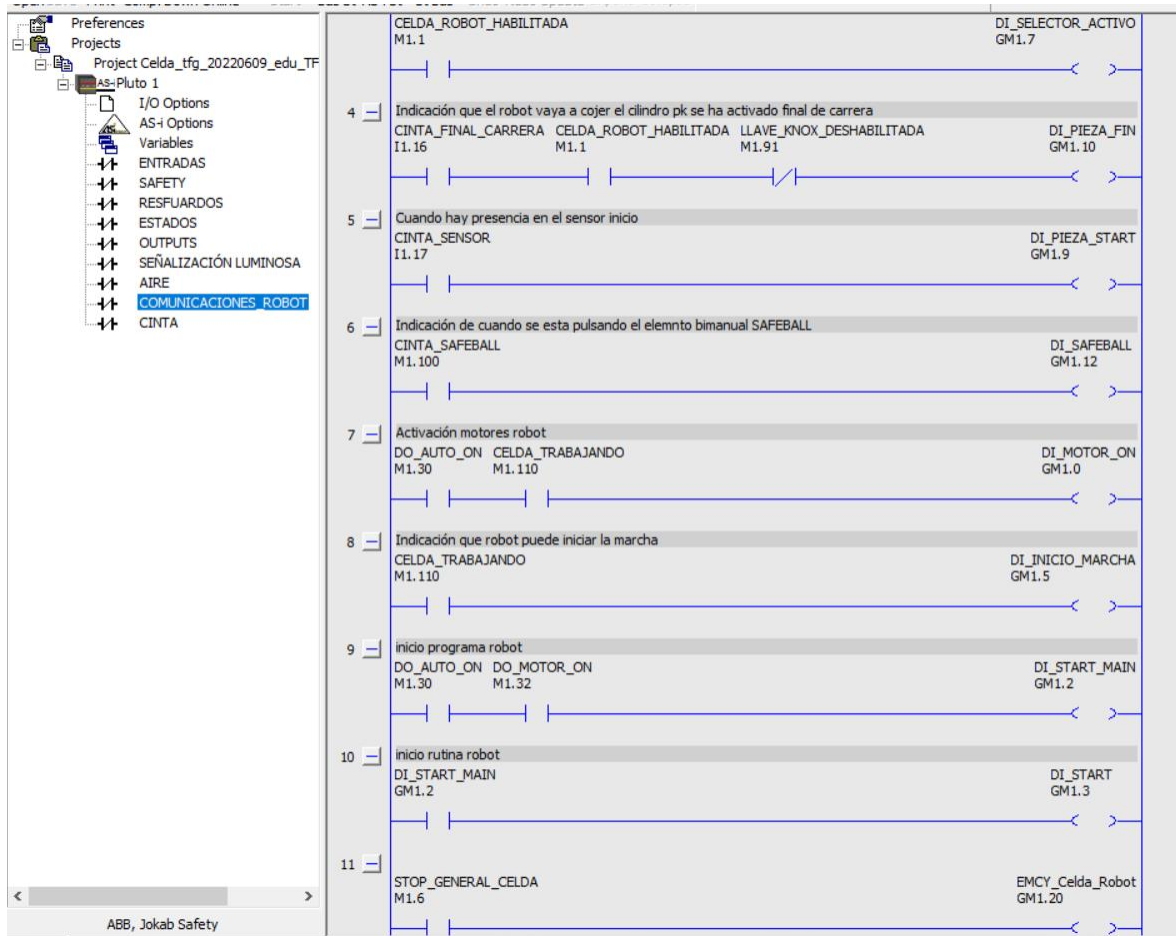 Preferences
Projects
Project Celda_tfg_20220609_edu_TF
AS-i Pluto 1
I/O Options
AS-i Options
Variables
ENTRADAS
SAFETY
RESFUARDOS
ESTADOS
OUTPUTS
SEÑALIZACIÓN LUMINOSA
AIRE
COMUNICACIONES_ROBOT
CINTA
ABB, Jokab Safety
CELDA_ROBOT_HABILITADA DI_SELECTOR_ACTIVO
M1.1 GM1.7
4 Indicación que el robot vaya a cojer el cilindro pk se ha activado final de carrera
CINTA_FINAL_CARRERA CELDA_ROBOT_HABILITADA LLAVE_KNOX_DESHABILITADA DI_PIEZA_FIN
I1.16 M1.1 M1.91 GM1.10
5 Cuando hay presencia en el sensor inicio
CINTA_SENSOR DI_PIEZA_START
I1.17 GM1.9
6 Indicación de cuando se esta pulsando el elemnto bimanual SAFEBALL
CINTA_SAFEBALL DI_SAFEBALL
M1.100 GM1.12
7 Activación motores robot
DO_AUTO_ON CELDA_TRABAJANDO DI_MOTOR_ON
M1.30 M1.110 GM1.0
8 Indicación que robot puede iniciar la marcha
CELDA_TRABAJANDO DI_INICIO_MARCHA
M1.110 GM1.5
9 inicio programa robot
DO_AUTO_ON DO_MOTOR_ON DI_START_MAIN
M1.30 M1.32 GM1.2
10 inicio rutina robot
DI_START_MAIN DI_START
GM1.2 GM1.3
11
STOP_GENERAL_CELDA EMCY_Celda_Robot
M1.6 GM1.20